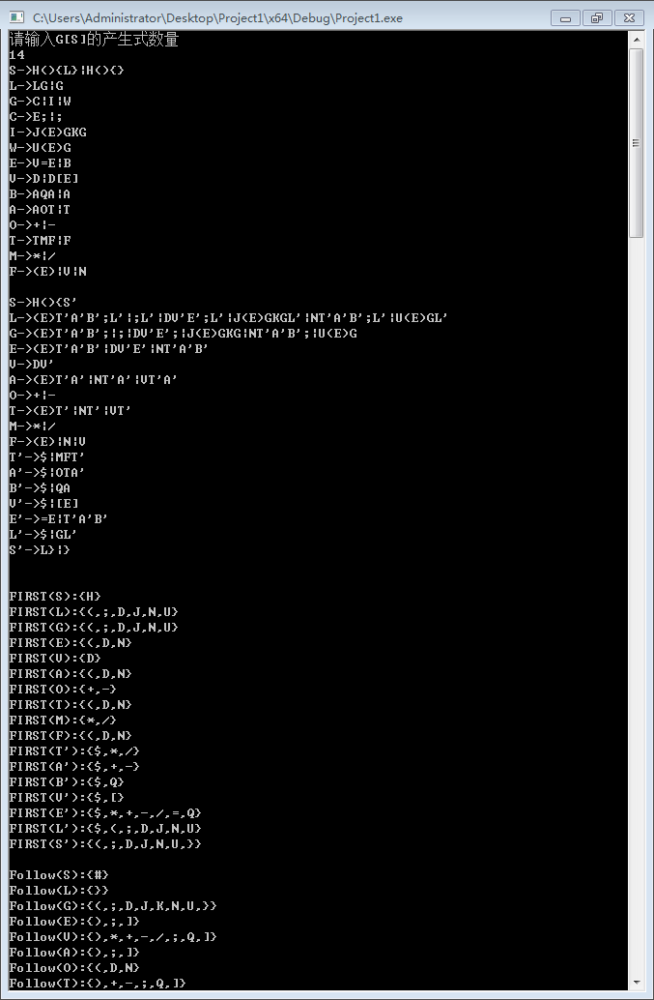 C:\Users\Administrator\Desktop\Project1\x64\Debug\Project1.exe
请输入G[S]的产生式数量
14
S->H(){L}|H(){}
L->LG|G
G->C|I|W
C->E;|;
I->J(E)GKG
W->U(E)G
E->V=E|B
V->D|D[E]
B->AQA|A
A->AOT|T
O->+|-
T->TMF|F
M->*|/
F->(E)|V|N
S->H(){S'
L->(E)T'A'B';L'|;L'|DV'E';L'|J(E)GKGL'|NT'A'B';L'|U(E)GL'
G->(E)T'A'B';|;|DV'E';|J(E)GKG|NT'A'B';|U(E)G
E->(E)T'A'B'|DV'E'|NT'A'B'
V->DV'
A->(E)T'A'|NT'A'|VT'A'
O->+|-
T->(E)T'|NT'|VT'
M->*|/
F->(E)|N|V
T'->$|MFT'
A'->$|OTA'
B'->$|QA
V'->$|[E]
E'->=E|T'A'B'
L'->$|GL'
S'->L}|}
FIRST(S):{H}
FIRST(L):{(,;,D,J,N,U}
FIRST(G):{(,;,D,J,N,U}
FIRST(E):{(,D,N}
FIRST(V):{D}
FIRST(A):{(,D,N}
FIRST(O):{+,-}
FIRST(T):{(,D,N}
FIRST(M):{*,/}
FIRST(F):{(,D,N}
FIRST(T'):{$,*,/}
FIRST(A'):{$,+,-}
FIRST(B'):{$,Q}
FIRST(V'):{$,[}
FIRST(E'):{$,*,+,-,/,=,Q}
FIRST(L'):{$,(,;,D,J,N,U}
FIRST(S'):{(,;,D,J,N,U,}}
Follow(S):{#}
Follow(L):{}}
Follow(G):{(,;,D,J,K,N,U,}}
Follow(E):{),;,]}
Follow(V):{),*,+,-,/,;,Q,]}
Follow(A):{),;,]}
Follow(O):{(,D,N}
Follow(T):{),+,-,;,Q,]}